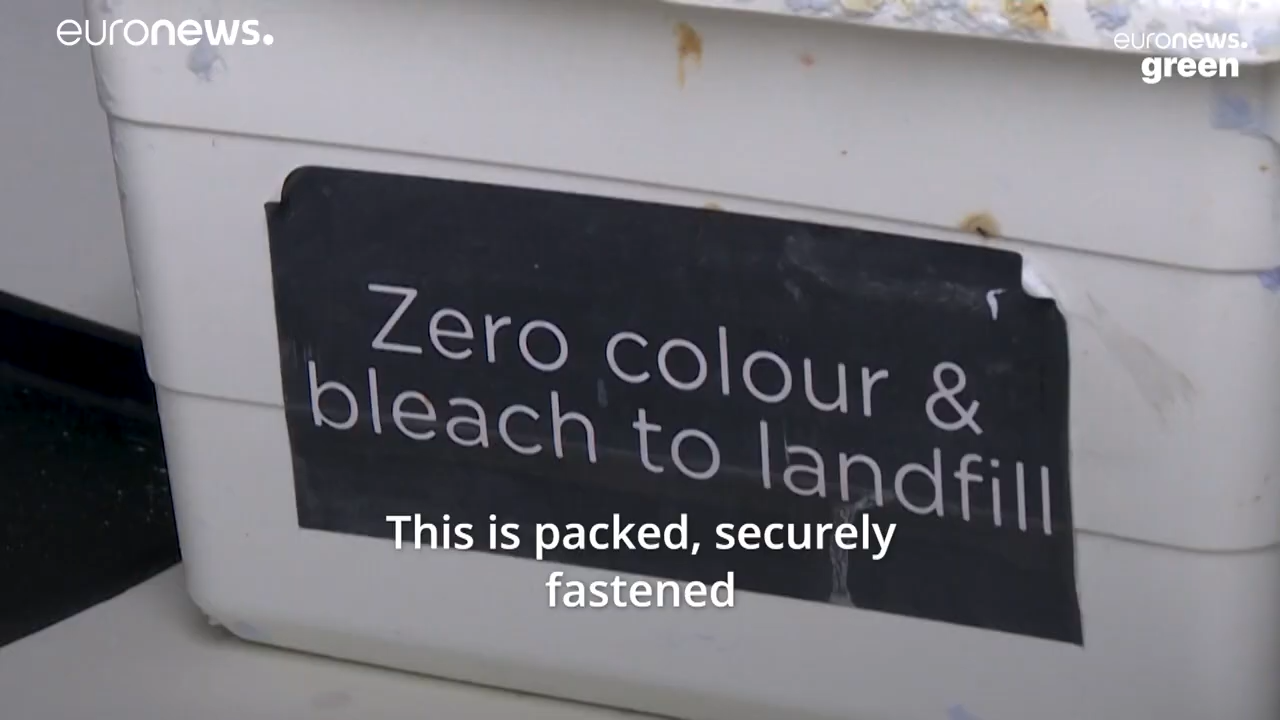 euronews.
euronews.
green
Zero colour &
bleach to landfill
This is packed, securely
fastened